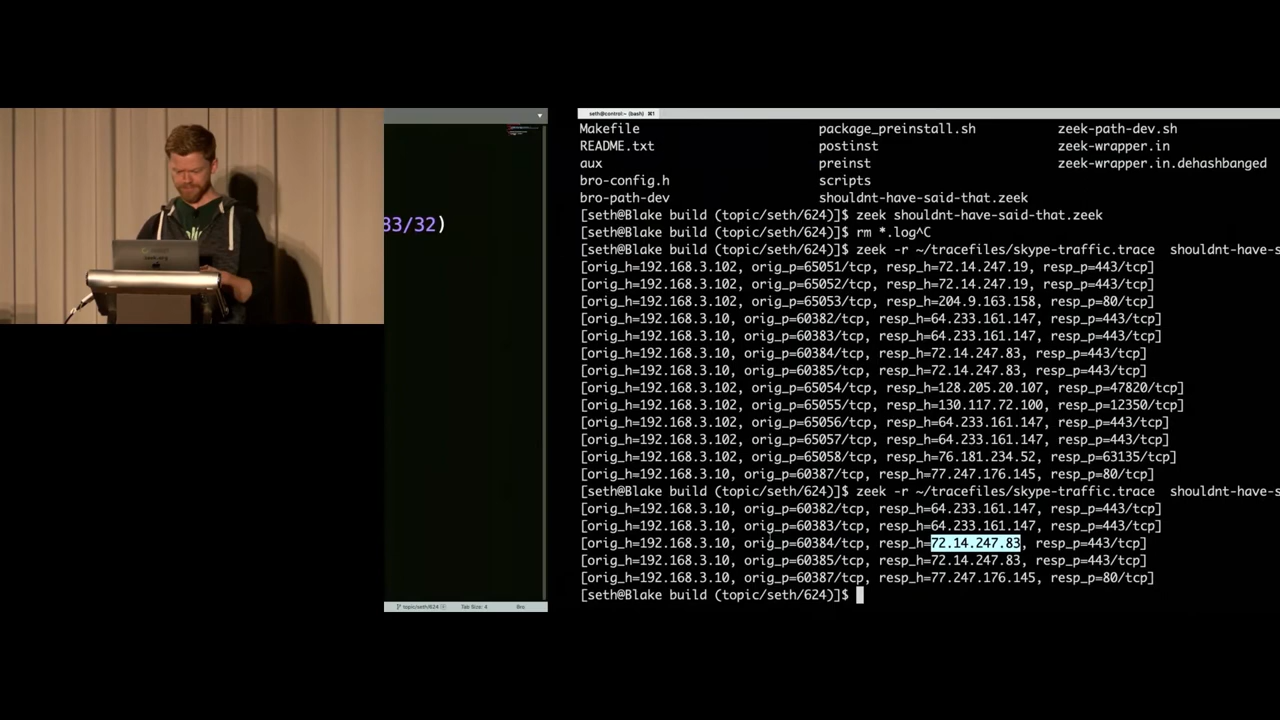 83/32)
topic/seth/624
Tab Size: 4
Bro
seth@control:~ (bash) ⌘1
Makefile package_preinstall.sh zeek-path-dev.sh
README.txt postinst zeek-wrapper.in
aux preinst zeek-wrapper.in.dehashbanged
bro-config.h scripts
bro-path-dev shouldnt-have-said-that.zeek
[seth@Blake build (topic/seth/624)]$ zeek shouldnt-have-said-that.zeek
[seth@Blake build (topic/seth/624)]$ rm *.log^C
[seth@Blake build (topic/seth/624)]$ zeek -r ~/tracefiles/skype-traffic.trace shouldnt-have-s
[orig_h=192.168.3.102, orig_p=65051/tcp, resp_h=72.14.247.19, resp_p=443/tcp]
[orig_h=192.168.3.102, orig_p=65052/tcp, resp_h=72.14.247.19, resp_p=443/tcp]
[orig_h=192.168.3.102, orig_p=65053/tcp, resp_h=204.9.163.158, resp_p=80/tcp]
[orig_h=192.168.3.10, orig_p=60382/tcp, resp_h=64.233.161.147, resp_p=443/tcp]
[orig_h=192.168.3.10, orig_p=60383/tcp, resp_h=64.233.161.147, resp_p=443/tcp]
[orig_h=192.168.3.10, orig_p=60384/tcp, resp_h=72.14.247.83, resp_p=443/tcp]
[orig_h=192.168.3.10, orig_p=60385/tcp, resp_h=72.14.247.83, resp_p=443/tcp]
[orig_h=192.168.3.102, orig_p=65054/tcp, resp_h=128.205.20.107, resp_p=47820/tcp]
[orig_h=192.168.3.102, orig_p=65055/tcp, resp_h=130.117.72.100, resp_p=12350/tcp]
[orig_h=192.168.3.102, orig_p=65056/tcp, resp_h=64.233.161.147, resp_p=443/tcp]
[orig_h=192.168.3.102, orig_p=65057/tcp, resp_h=64.233.161.147, resp_p=443/tcp]
[orig_h=192.168.3.102, orig_p=65058/tcp, resp_h=76.181.234.52, resp_p=63135/tcp]
[orig_h=192.168.3.10, orig_p=60387/tcp, resp_h=77.247.176.145, resp_p=80/tcp]
[seth@Blake build (topic/seth/624)]$ zeek -r ~/tracefiles/skype-traffic.trace shouldnt-have-s
[orig_h=192.168.3.10, orig_p=60382/tcp, resp_h=64.233.161.147, resp_p=443/tcp]
[orig_h=192.168.3.10, orig_p=60383/tcp, resp_h=64.233.161.147, resp_p=443/tcp]
[orig_h=192.168.3.10, orig_p=60384/tcp, resp_h=72.14.247.83, resp_p=443/tcp]
[orig_h=192.168.3.10, orig_p=60385/tcp, resp_h=72.14.247.83, resp_p=443/tcp]
[orig_h=192.168.3.10, orig_p=60387/tcp, resp_h=77.247.176.145, resp_p=80/tcp]
[seth@Blake build (topic/seth/624)]$